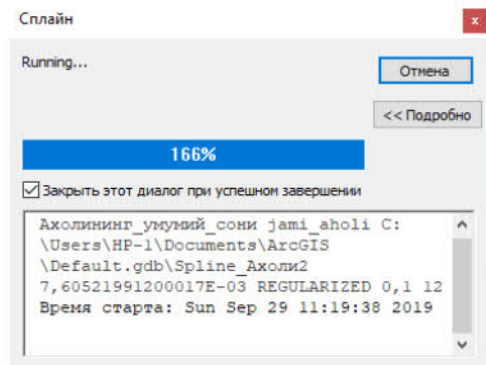 Сплайн
x
Running...
Отмена
<< Подробно
166%
Закрыть этот диалог при успешном завершении
Ахолининг_умумий_сони jami_aholi C:
\Users\HP-1\Documents\ArcGIS
\Default.gdb\Spline_Ахоли2
7,60521991200017E-03 REGULARIZED 0,1 12
Время старта: Sun Sep 29 11:19:38 2019